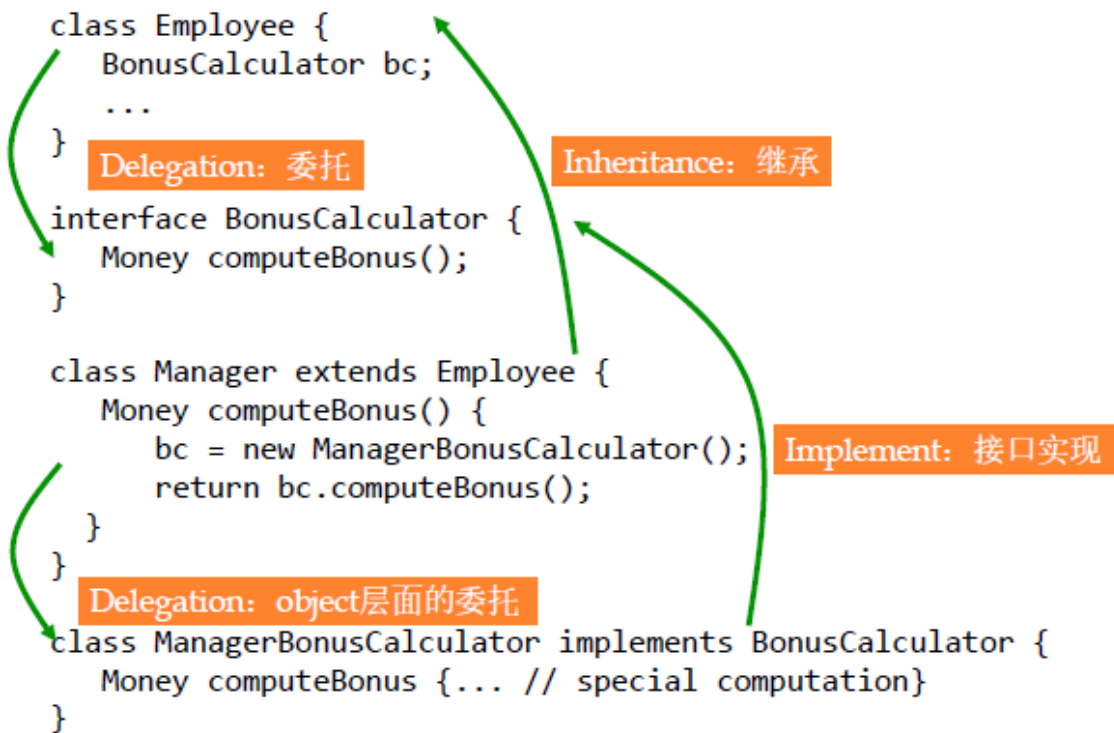 class Employee {
BonusCalculator bc;
...
}
Delegation：委托
Inheritance：继承
interface BonusCalculator {
Money computeBonus();
}
class Manager extends Employee {
Money computeBonus() {
bc = new ManagerBonusCalculator();
Implement：接口实现
return bc.computeBonus();
}
}
Delegation：object层面的委托
class ManagerBonusCalculator implements BonusCalculator {
Money computeBonus {... // special computation}
}